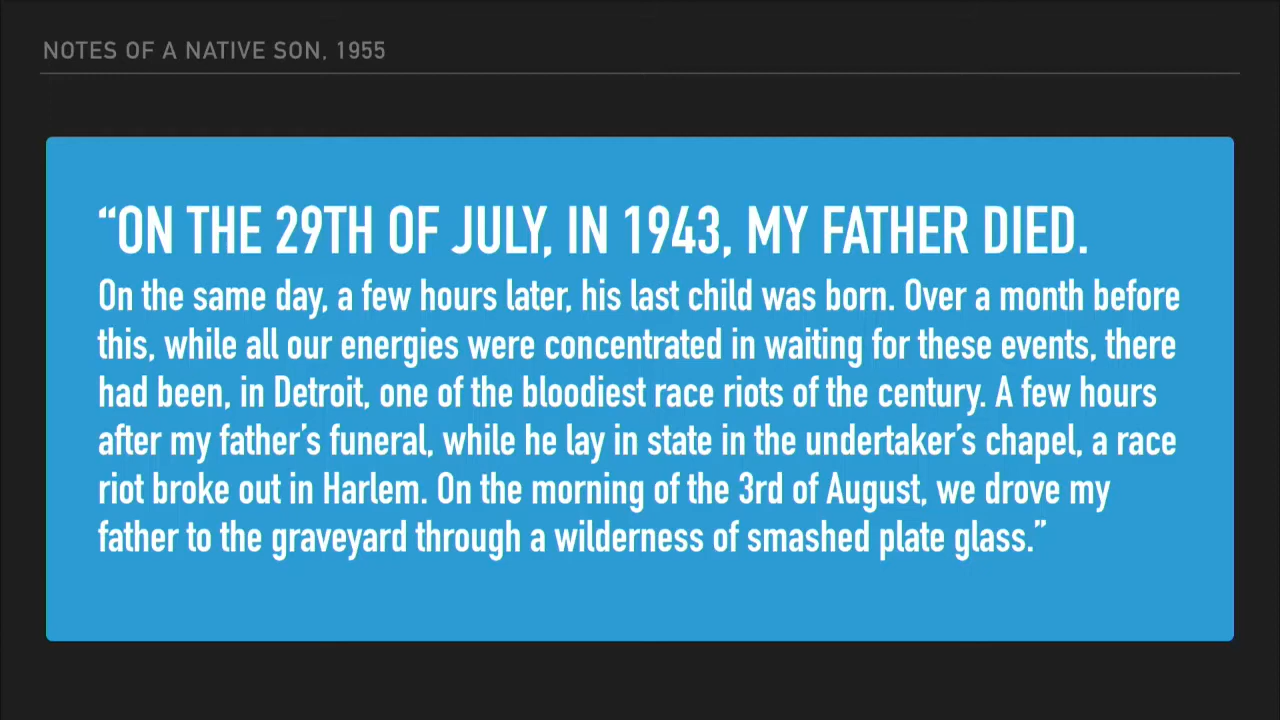 NOTES OF A NATIVE SON, 1955
“ON THE 29TH OF JULY, IN 1943, MY FATHER DIED.
On the same day, a few hours later, his last child was born. Over a month before
this, while all our energies were concentrated in waiting for these events, there
had been, in Detroit, one of the bloodiest race riots of the century. A few hours
after my father’s funeral, while he lay in state in the undertaker’s chapel, a race
riot broke out in Harlem. On the morning of the 3rd of August, we drove my
father to the graveyard through a wilderness of smashed plate glass.”